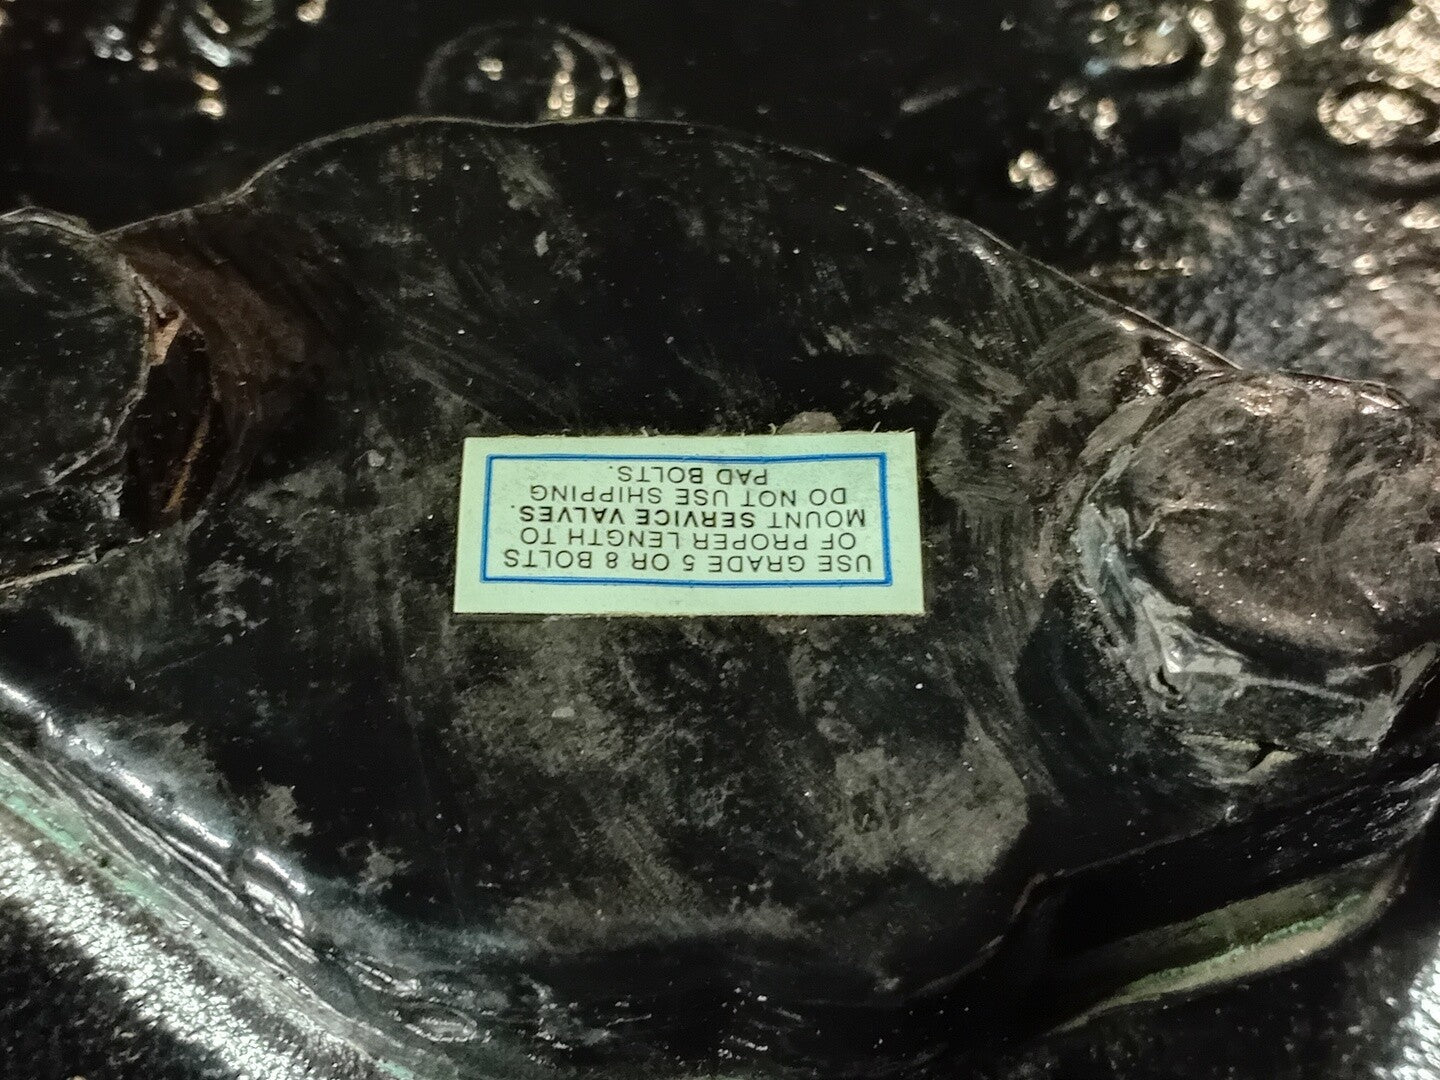 USE GRADE 5 OR 8 BOLTS
OF PROPER LENGTH TO
MOUNT SERVICE VALVES.
DO NOT USE SHIPPING
PAD BOLTS.